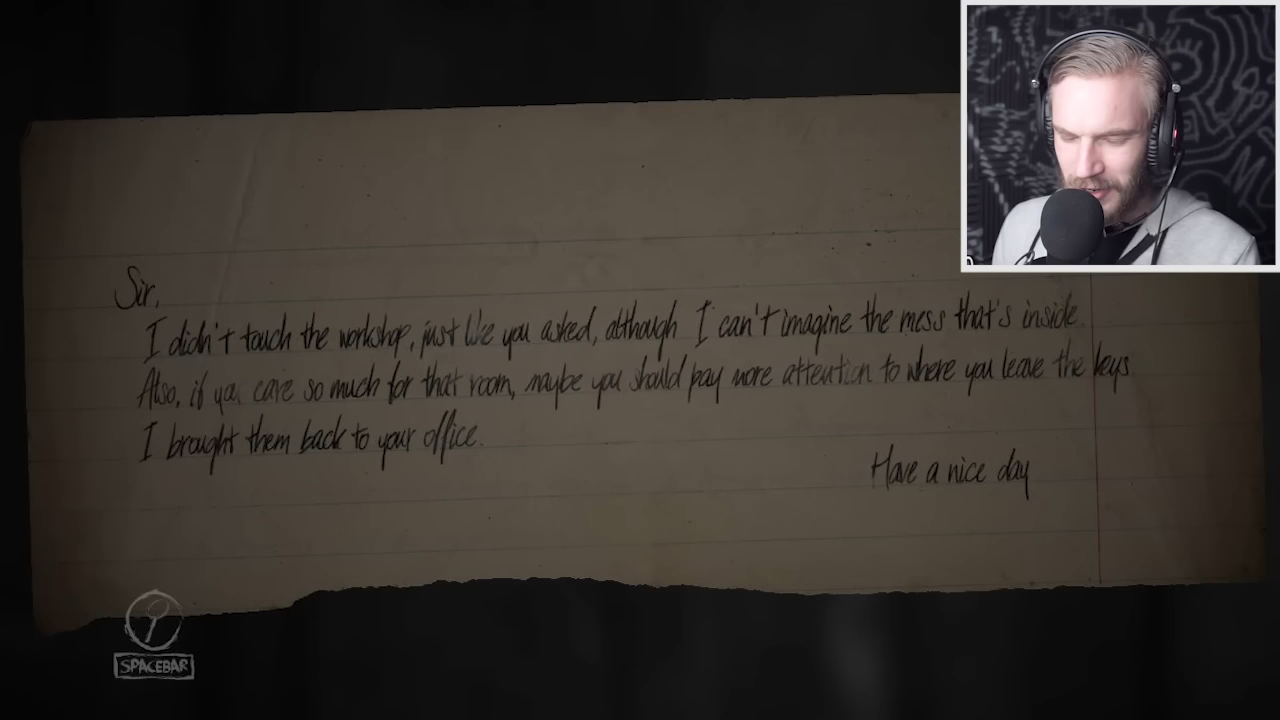 Sir,
I didn't touch the workshop, just like you asked, although I can't imagine the mess that's inside.
Also, if you care so much for that room, maybe you should pay more attention to where you leave the keys
I brought them back to your office.
Have a nice day
SPACEBAR